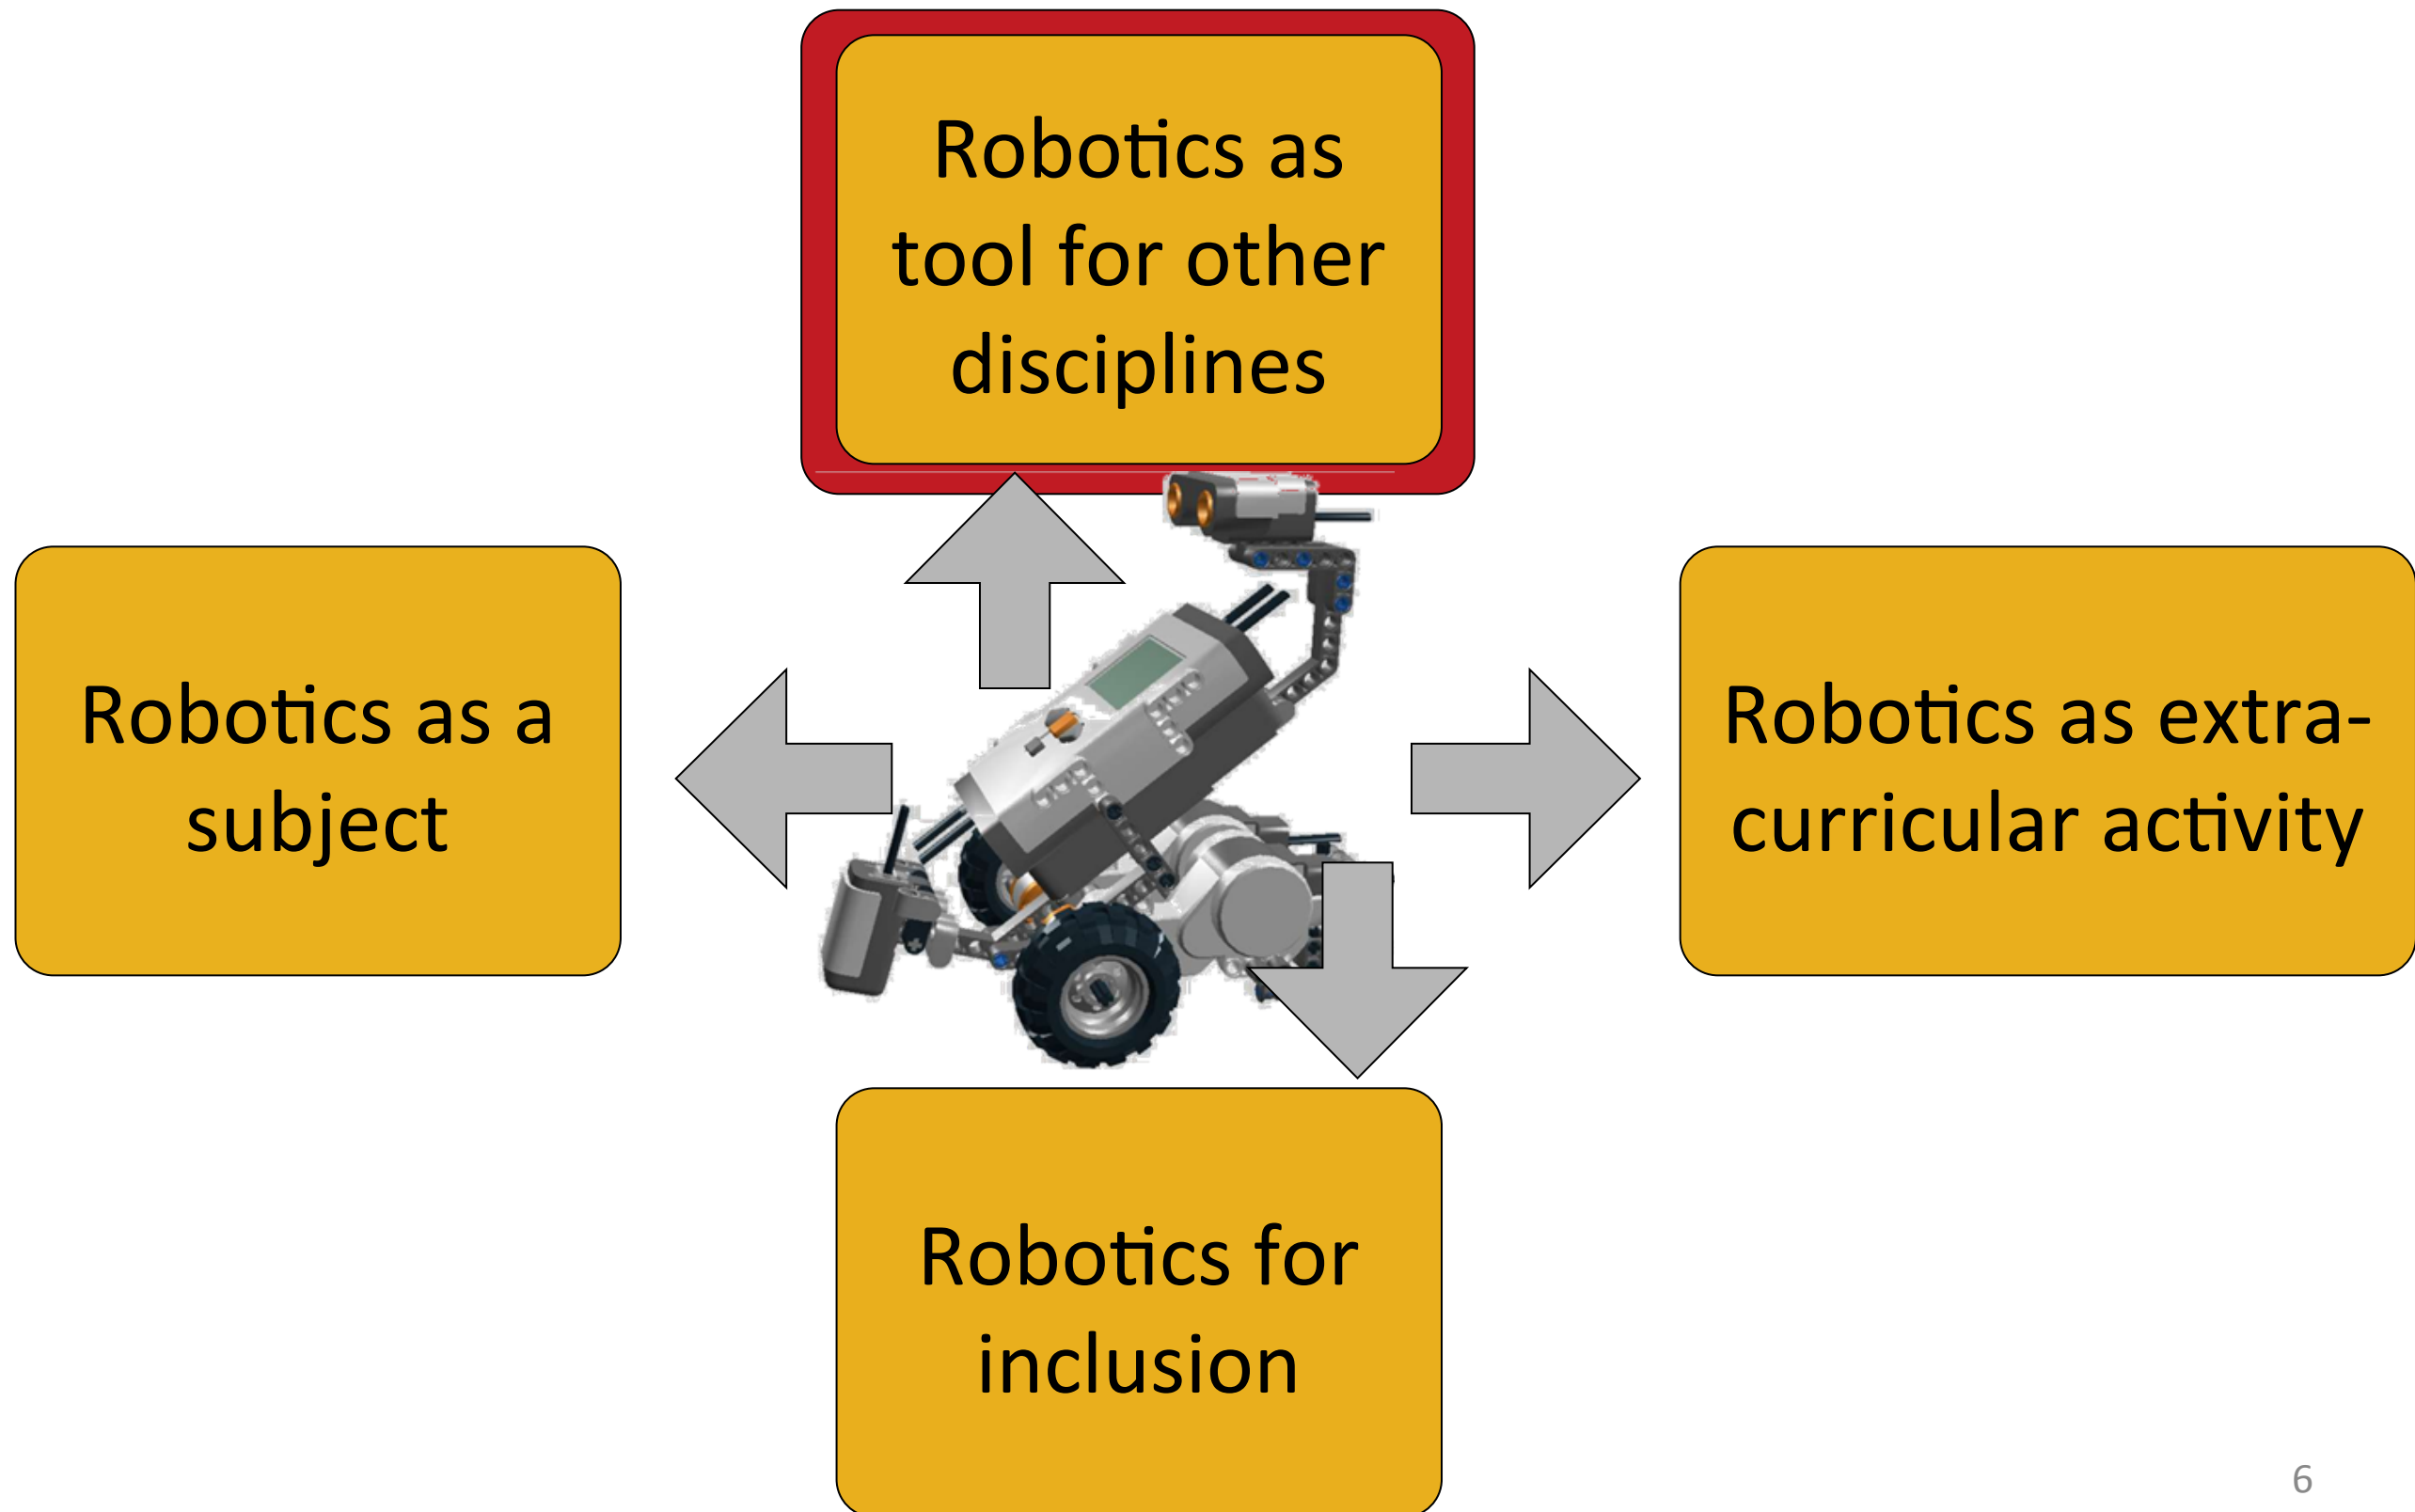 Robotics as
tool for other
disciplines
Robotics as a
subject
Robotics as extra-
curricular activity
Robotics for
inclusion
6